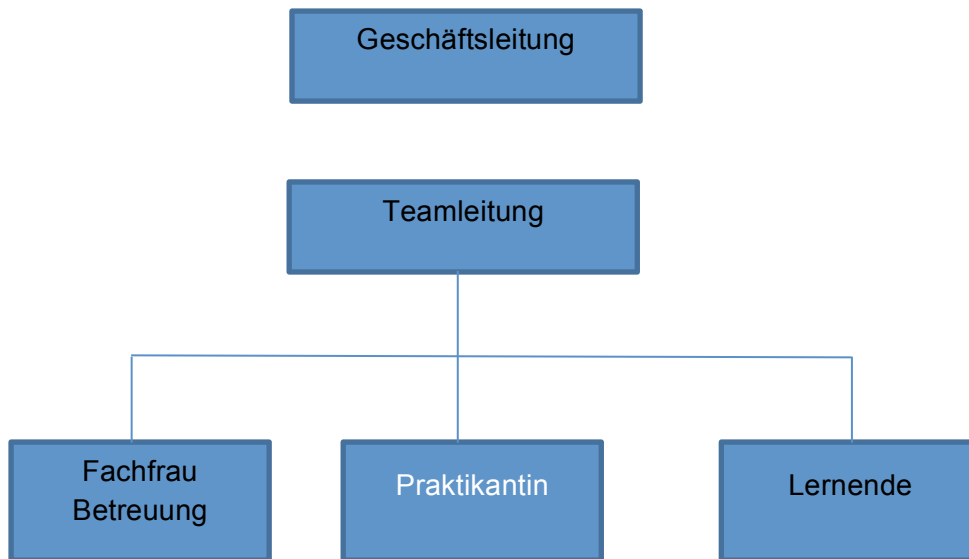 Geschäftsleitung
Teamleitung
Fachfrau
Betreuung
Praktikantin
Lernende